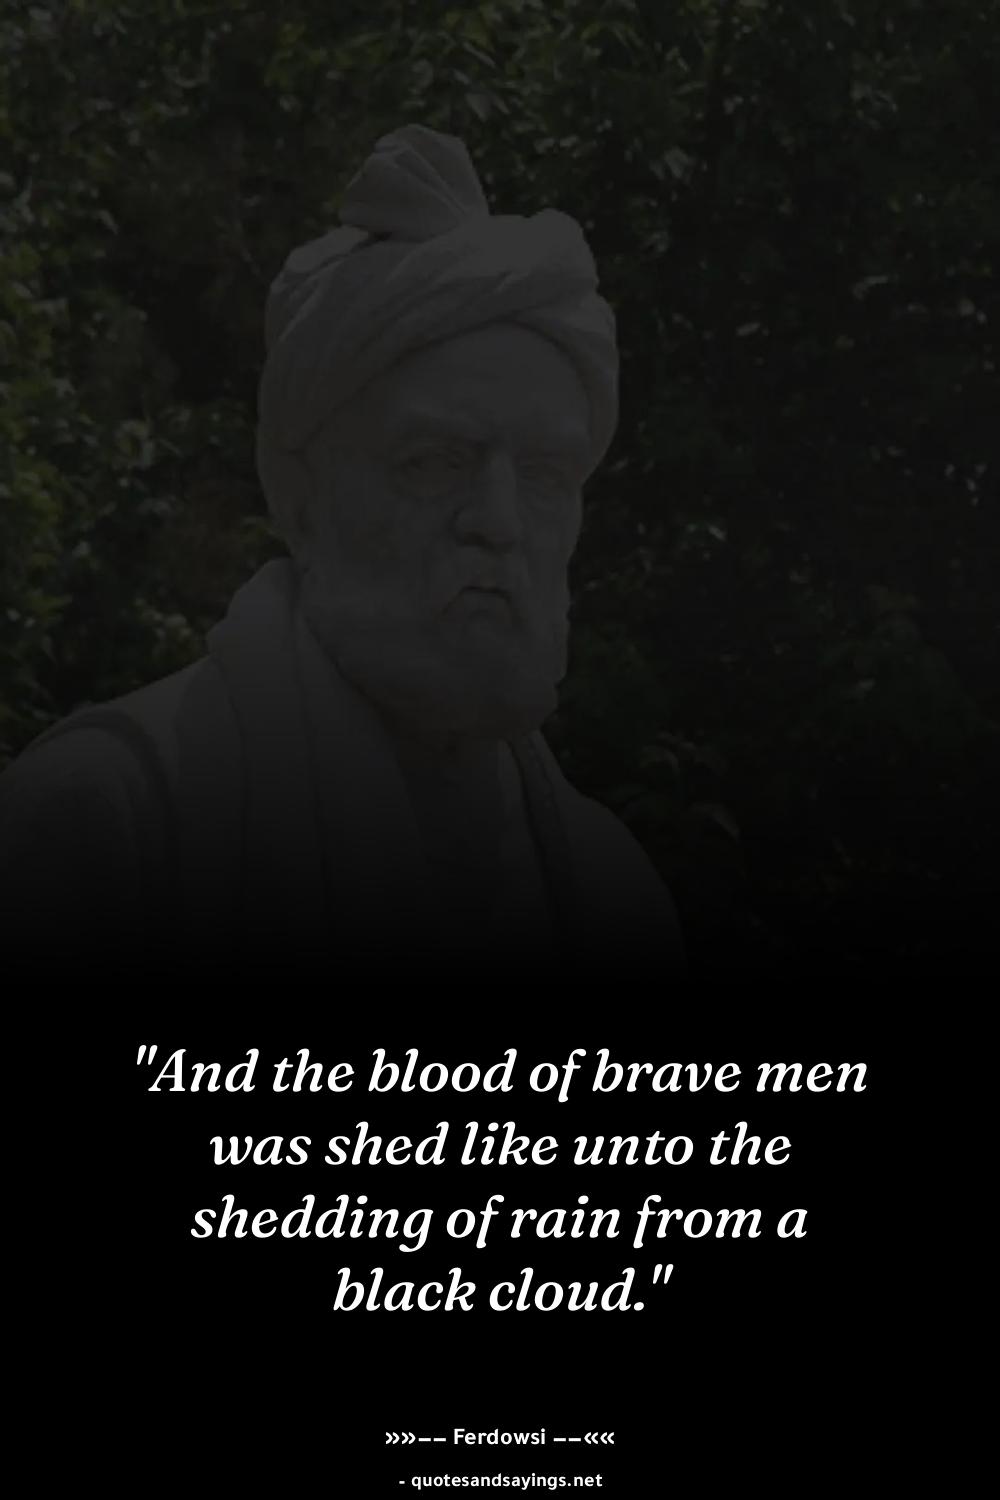 "And the blood of brave men
was shed like unto the
shedding of rain from a
black cloud."
»»—— Ferdowsi ——««
- quotesandsayings.net